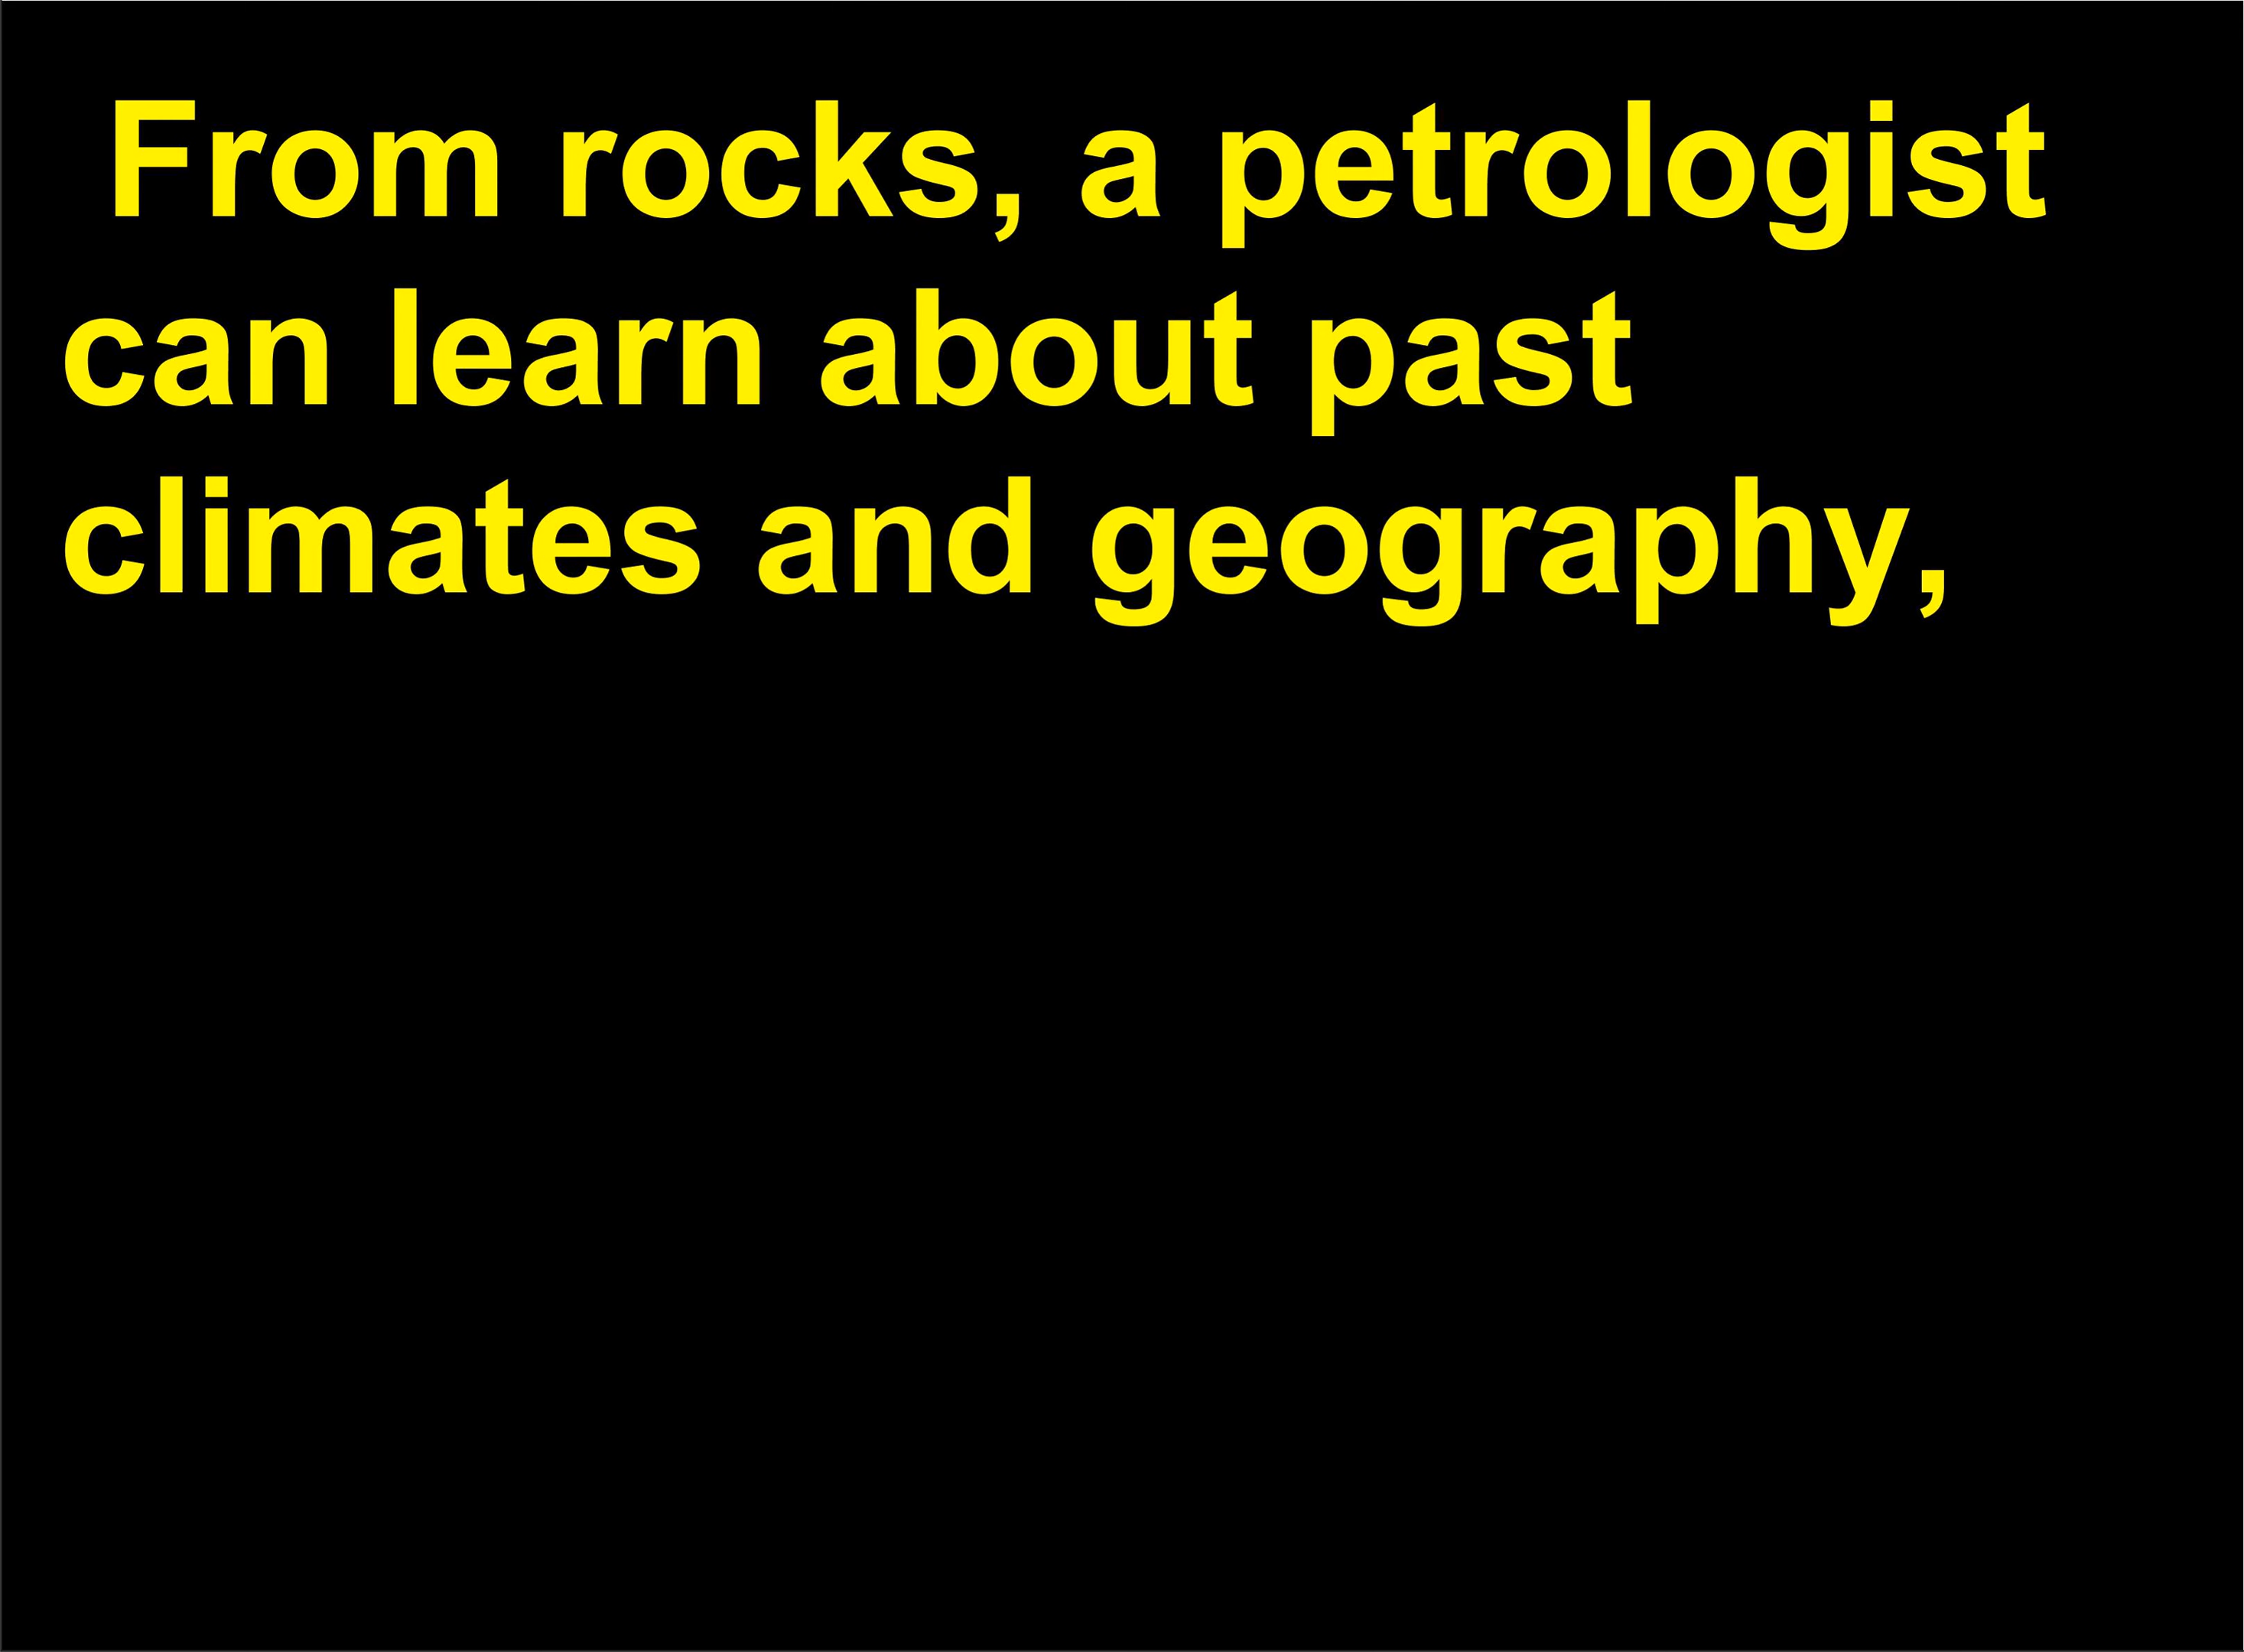 From rocks, a petrologist
can learn about past
climates and geography,